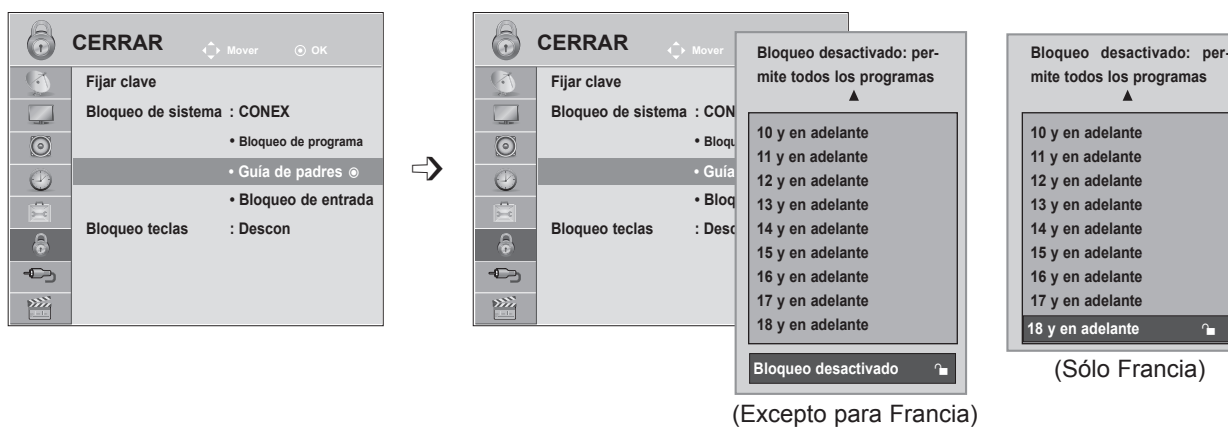 CERRAR
Mover
OK
Fijar clave
Bloqueo de sistema : CONEX
• Bloqueo de programa
• Guía de padres
• Bloqueo de entrada
Bloqueo teclas : Descon
CERRAR
Mover
Fijar clave
Bloqueo de sistema : CON
• Bloqu
• Guía
• Bloq
Bloqueo teclas : Desc
Bloqueo desactivado: per-
mite todos los programas
10 y en adelante
11 y en adelante
12 y en adelante
13 y en adelante
14 y en adelante
15 y en adelante
16 y en adelante
17 y en adelante
18 y en adelante
Bloqueo desactivado
(Excepto para Francia)
Bloqueo desactivado: per-
mite todos los programas
10 y en adelante
11 y en adelante
12 y en adelante
13 y en adelante
14 y en adelante
15 y en adelante
16 y en adelante
17 y en adelante
18 y en adelante
(Sólo Francia)